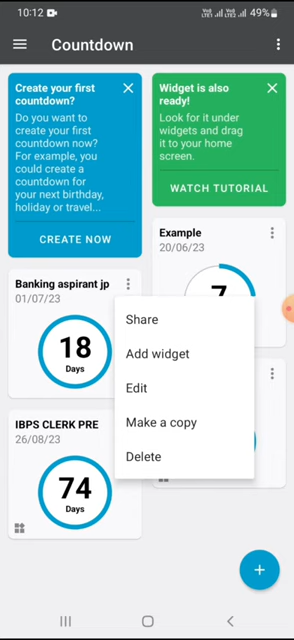 10:12
49%
Countdown
Create your first
countdown?
Do you want to
create your first
countdown now?
For example, you
could create a
countdown for
your next birthday,
holiday or travel...
CREATE NOW
Widget is also
ready!
Look for it under
widgets and drag
it to your home
screen.
WATCH TUTORIAL
Example
20/06/23
7
Banking aspirant jp
01/07/23
18
Days
Share
Add widget
Edit
Make a copy
Delete
IBPS CLERK PRE
26/08/23
74
Days
+